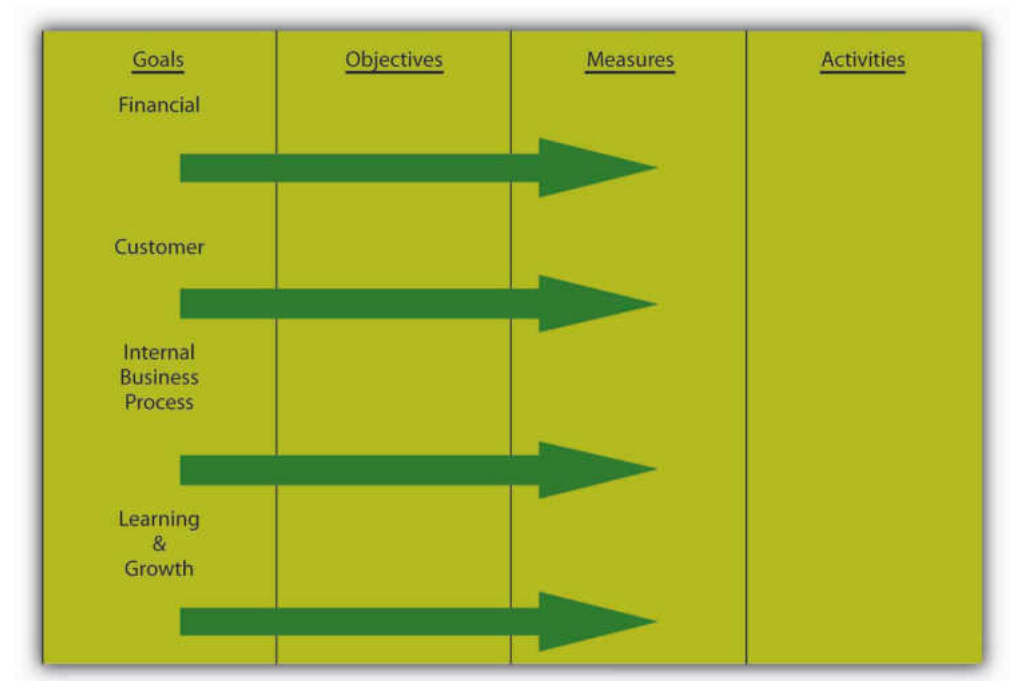 Goals Objectives Measures Activities
Financial
Customer
Internal
Business
Process
Learning
&
Growth